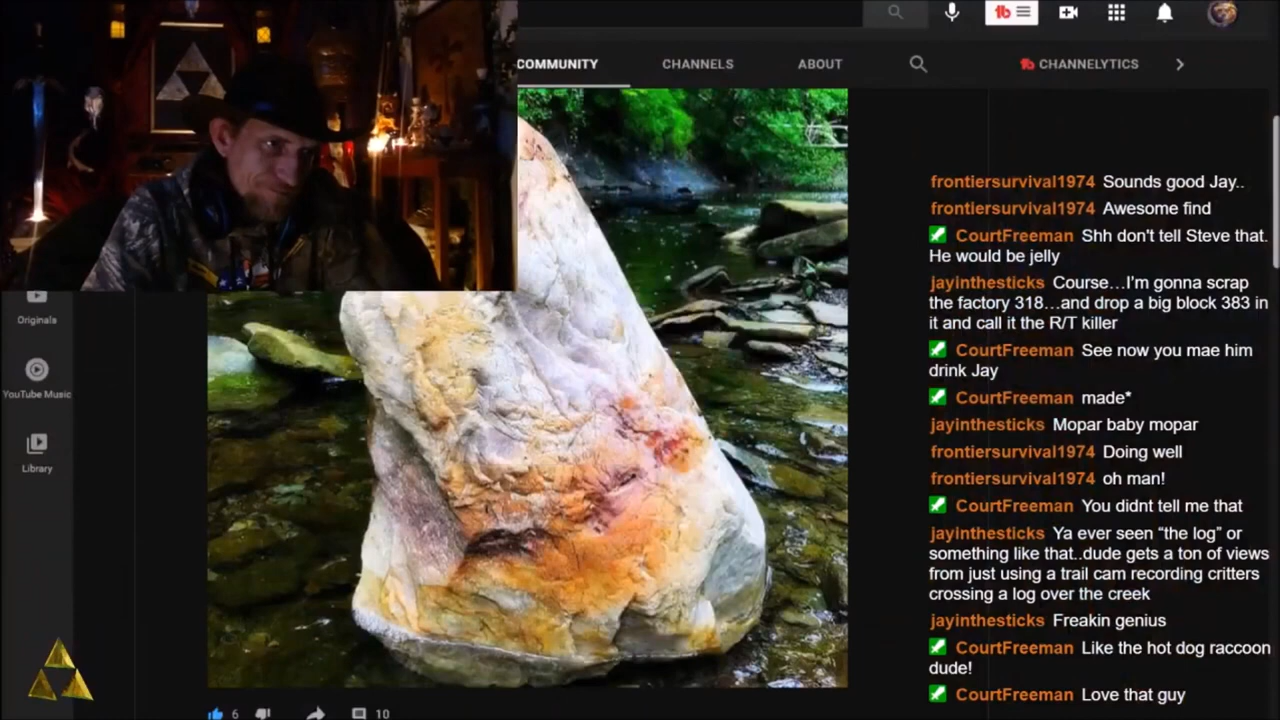 COMMUNITY
CHANNELS
ABOUT
CHANNELYTICS
Originals
YouTube Music
Library
6
10
frontiersurvival1974 Sounds good Jay..
frontiersurvival1974 Awesome find
CourtFreeman Shh don't tell Steve that.
He would be jelly
jayinthesticks Course…I'm gonna scrap
the factory 318…and drop a big block 383 in
it and call it the R/T killer
CourtFreeman See now you mae him
drink Jay
CourtFreeman made*
jayinthesticks Mopar baby mopar
frontiersurvival1974 Doing well
frontiersurvival1974 oh man!
CourtFreeman You didnt tell me that
jayinthesticks Ya ever seen “the log” or
something like that..dude gets a ton of views
from just using a trail cam recording critters
crossing a log over the creek
jayinthesticks Freakin genius
CourtFreeman Like the hot dog raccoon
dude!
CourtFreeman Love that guy